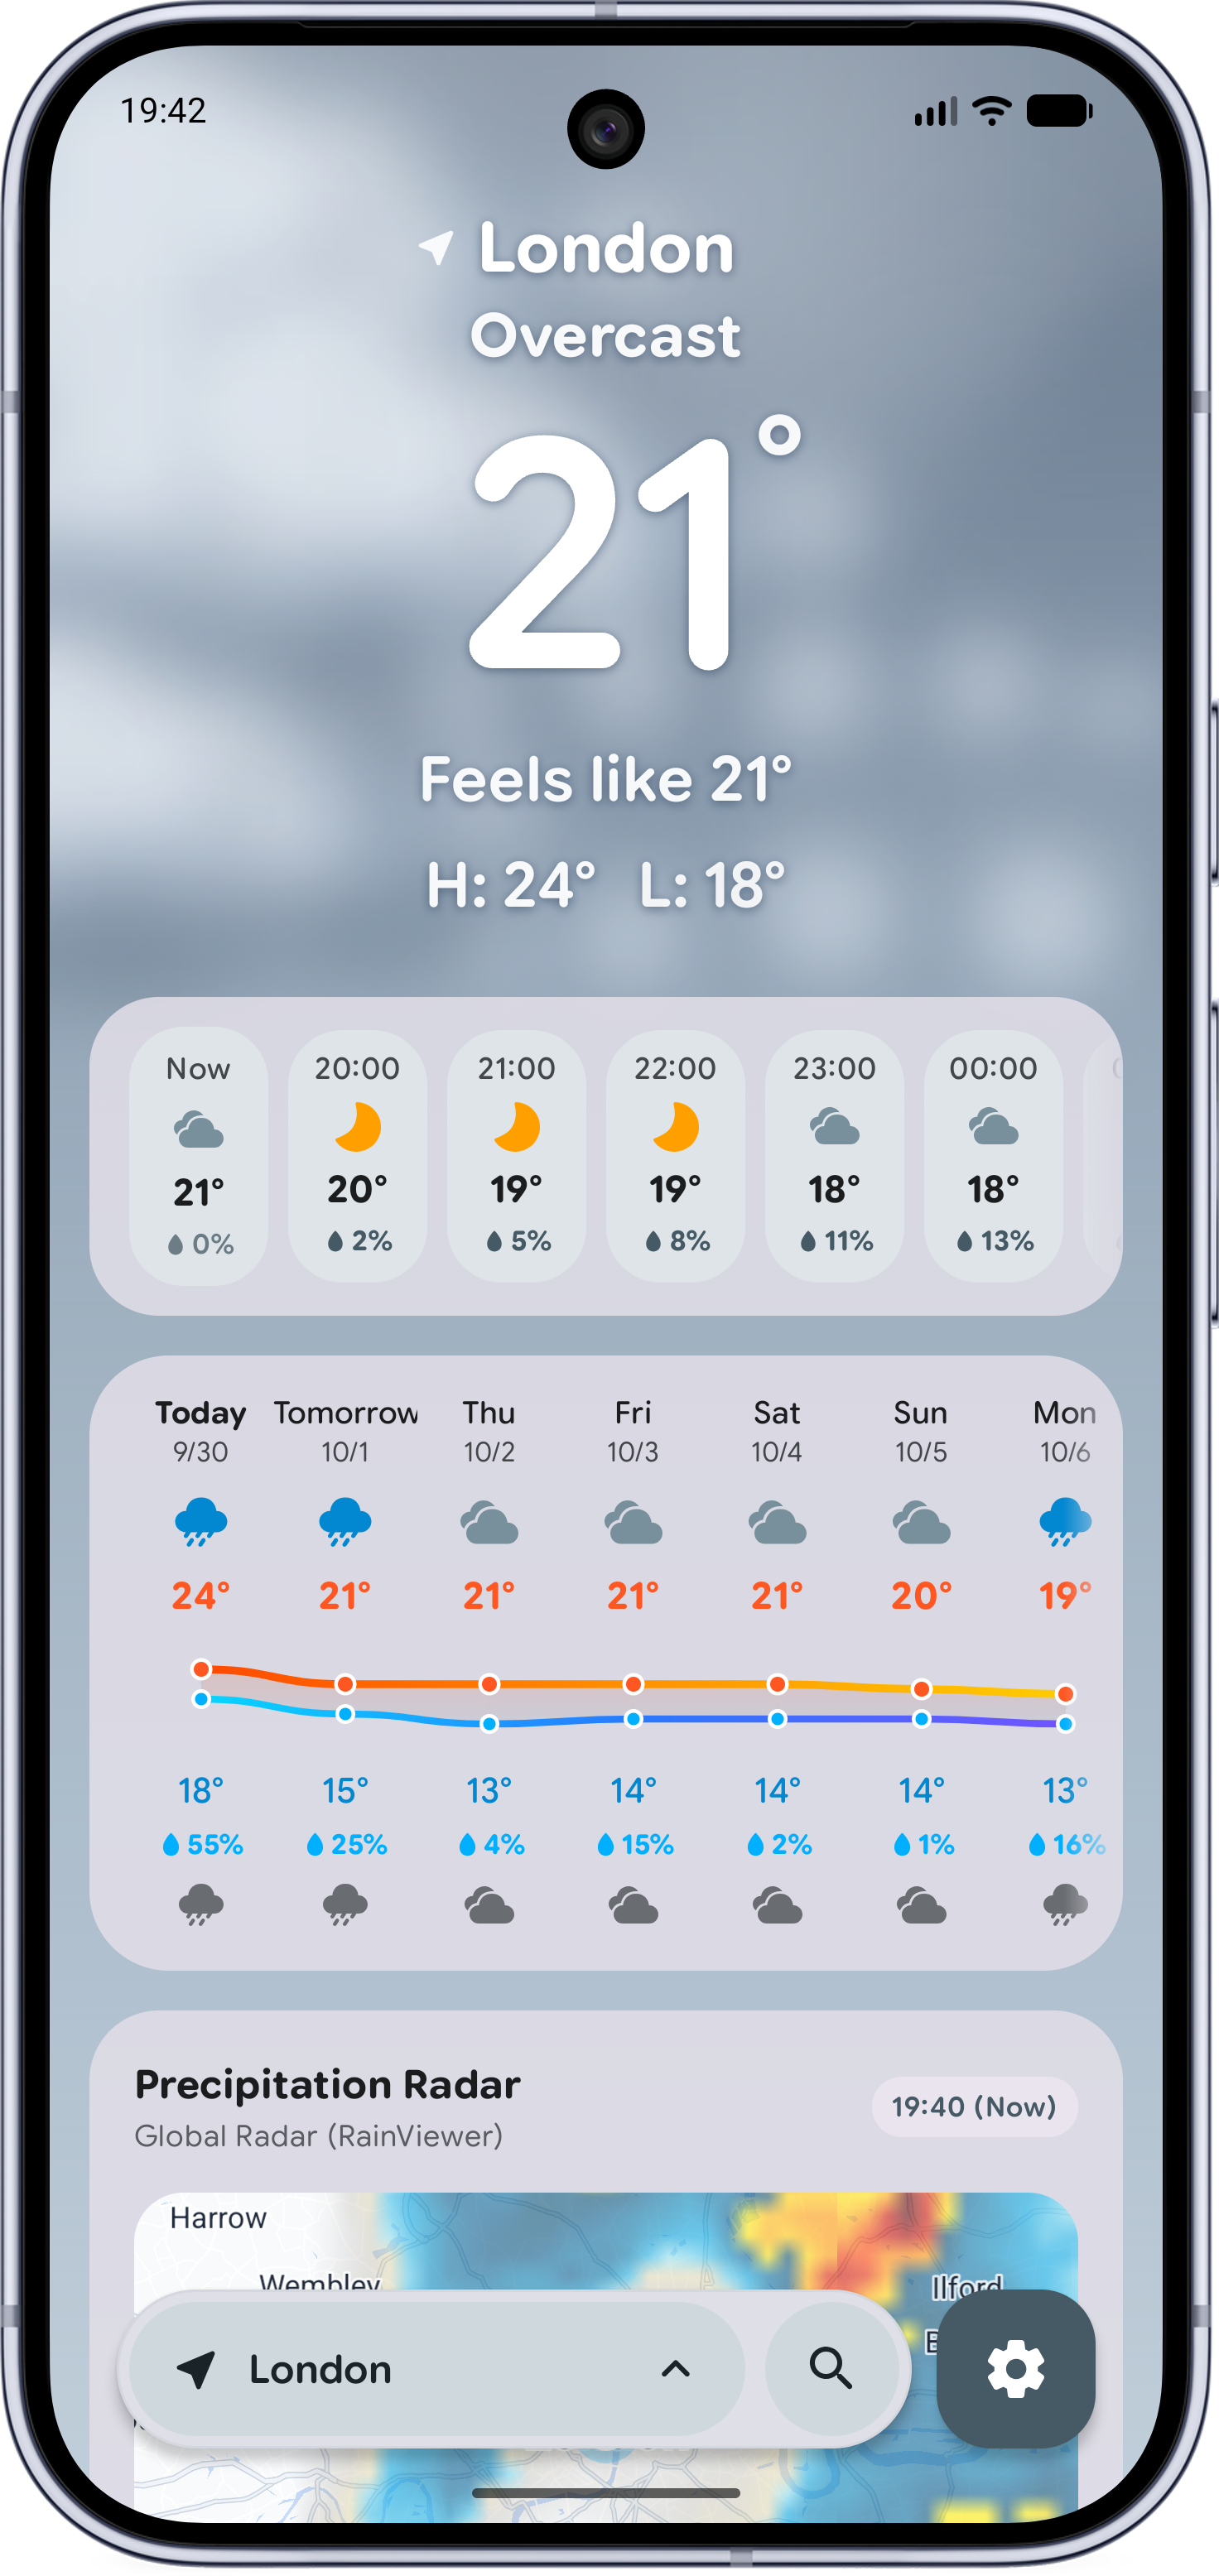 19:42
London
Overcast
21°
Feels like 21°
H: 24° L: 18°
Now 20:00 21:00 22:00 23:00 00:00
21° 20° 19° 19° 18° 18°
0% 2% 5% 8% 11% 13%
Today Tomorrow Thu Fri Sat Sun Mon
9/30 10/1 10/2 10/3 10/4 10/5 10/6
24° 21° 21° 21° 21° 20° 19°
18° 15° 13° 14° 14° 14° 13°
55% 25% 4% 15% 2% 1% 16%
Precipitation Radar
19:40 (Now)
Global Radar (RainViewer)
Harrow
Wembley
Ilford
London